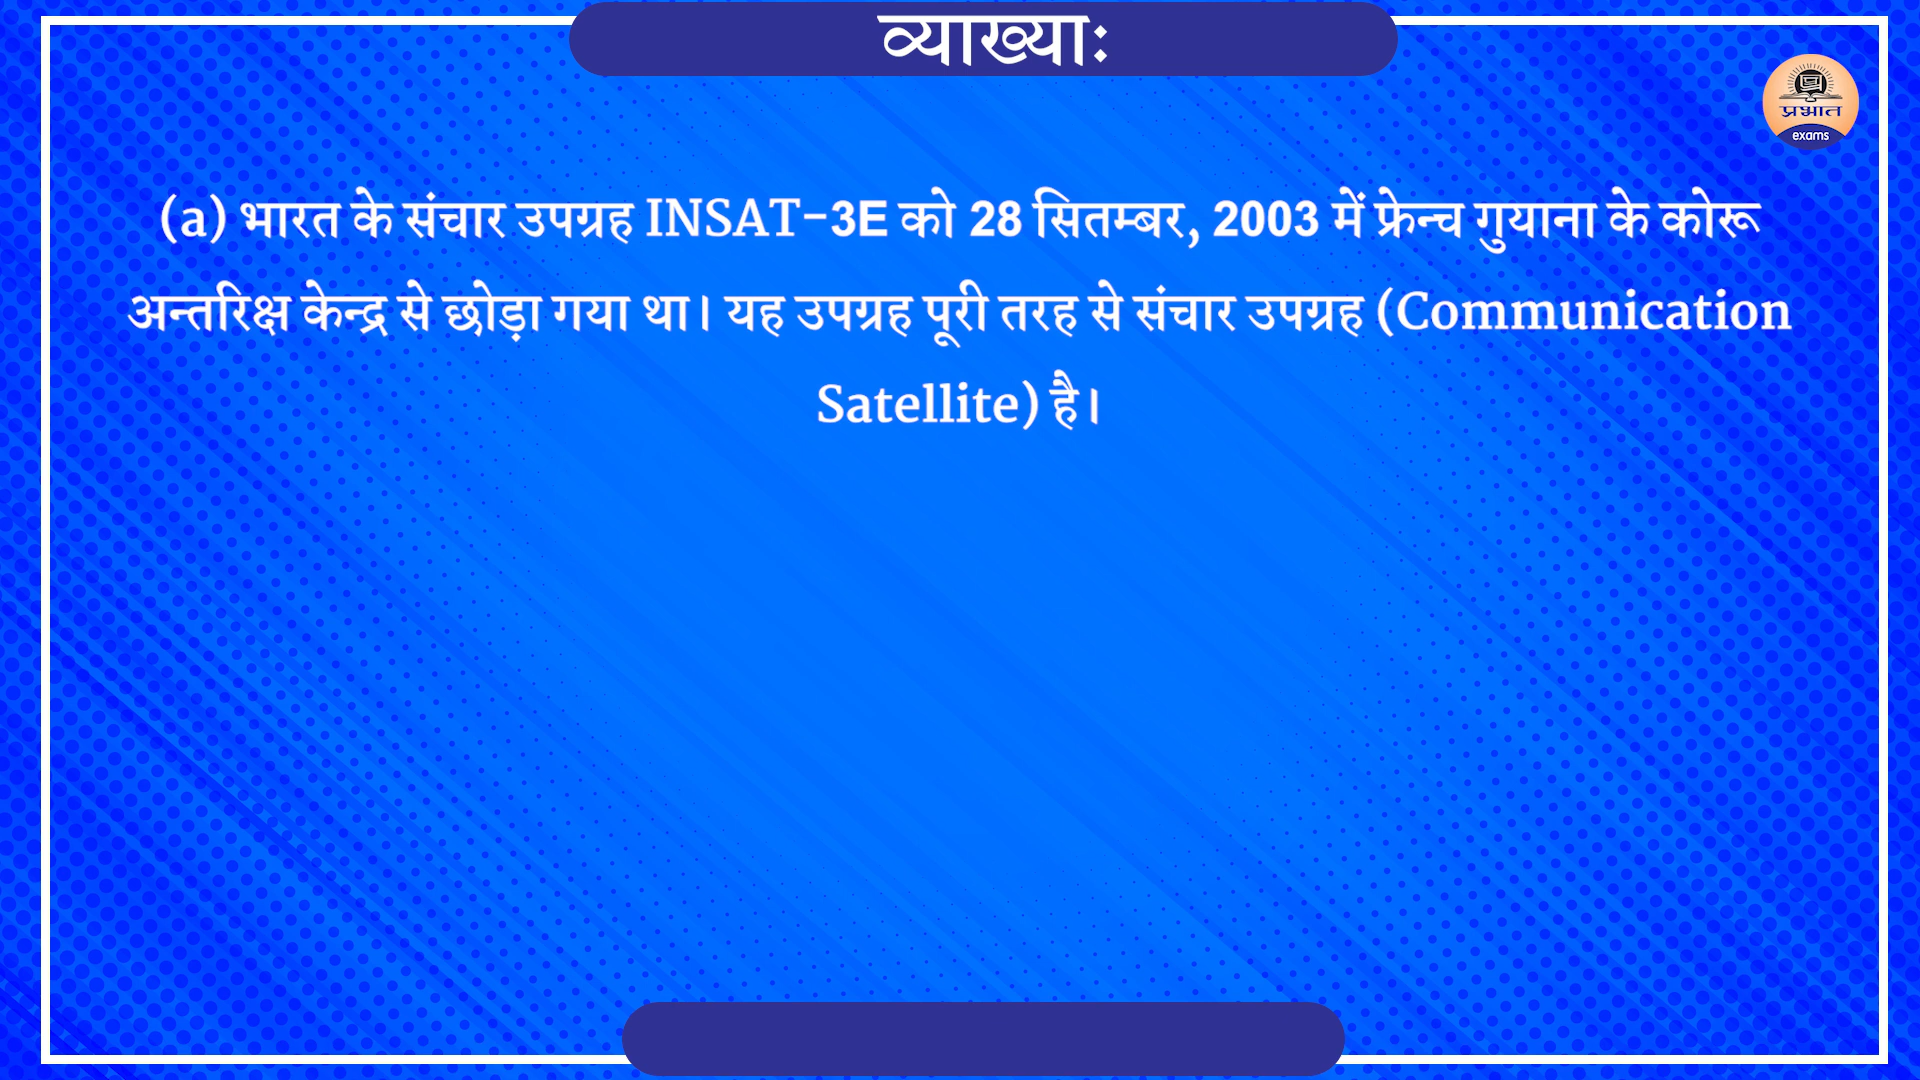 व्याख्याः
प्रभात
exams
(a) भारत के संचार उपग्रह INSAT-3E को 28 सितम्बर, 2003 में फ्रेन्च गुयाना के कोरू
अन्तरिक्ष केन्द्र से छोड़ा गया था। यह उपग्रह पूरी तरह से संचार उपग्रह (Communication
Satellite) है।